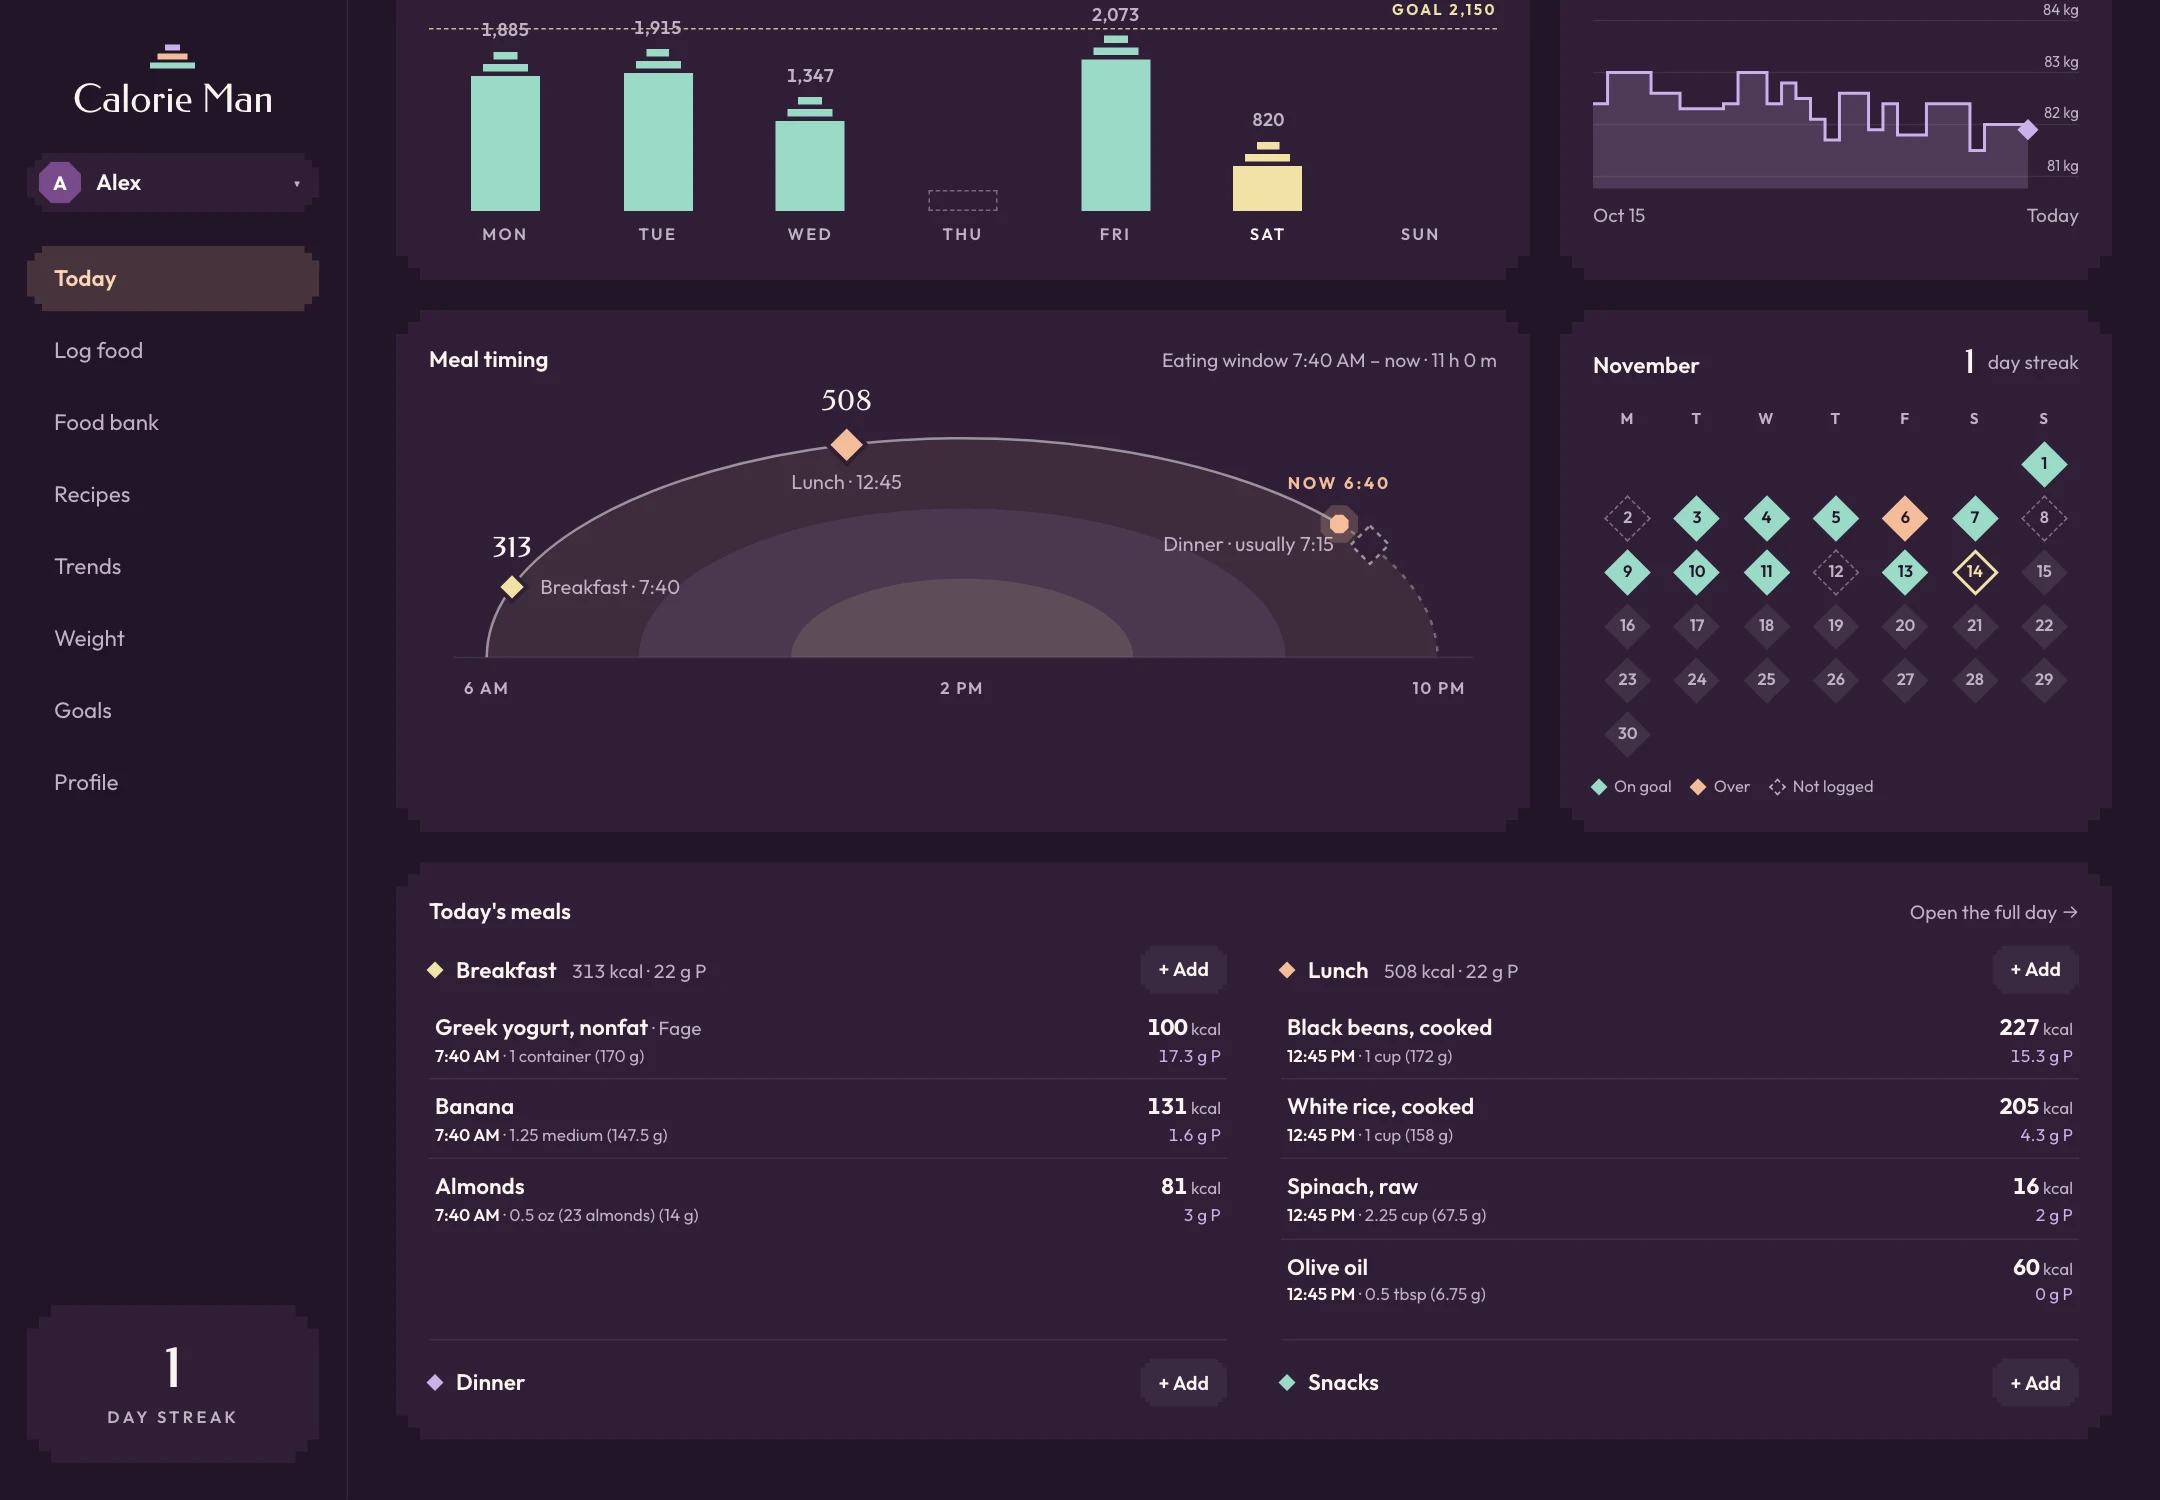 Calorie Man
A Alex
Today
Log food
Food bank
Recipes
Trends
Weight
Goals
Profile
1
DAY STREAK
GOAL 2,150
1,885
1,915
1,347
2,073
820
MON TUE WED THU FRI SAT SUN
84 kg
83 kg
82 kg
81 kg
Oct 15 Today
Meal timing
Eating window 7:40 AM – now · 11 h 0 m
508
Lunch · 12:45
NOW 6:40
Dinner · usually 7:15
313
Breakfast · 7:40
6 AM 2 PM 10 PM
November
1 day streak
M T W T F S S
1
2 3 4 5 6 7 8
9 10 11 12 13 14 15
16 17 18 19 20 21 22
23 24 25 26 27 28 29
30
On goal Over Not logged
Today's meals
Open the full day →
Breakfast 313 kcal · 22 g P
+ Add
Greek yogurt, nonfat · Fage
100 kcal
7:40 AM · 1 container (170 g)
17.3 g P
Banana
131 kcal
7:40 AM · 1.25 medium (147.5 g)
1.6 g P
Almonds
81 kcal
7:40 AM · 0.5 oz (23 almonds) (14 g)
3 g P
Lunch 508 kcal · 22 g P
+ Add
Black beans, cooked
227 kcal
12:45 PM · 1 cup (172 g)
15.3 g P
White rice, cooked
205 kcal
12:45 PM · 1 cup (158 g)
4.3 g P
Spinach, raw
16 kcal
12:45 PM · 2.25 cup (67.5 g)
2 g P
Olive oil
60 kcal
12:45 PM · 0.5 tbsp (6.75 g)
0 g P
Dinner
+ Add
Snacks
+ Add